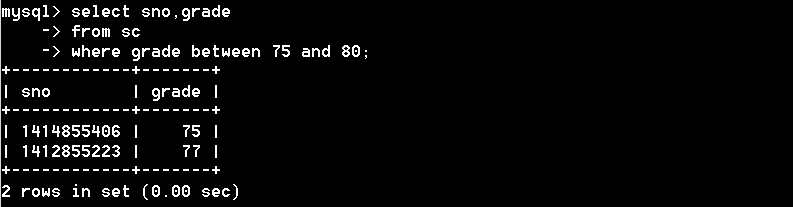 mysql> select sno,grade
    -> from sc
    -> where grade between 75 and 80;
+------------+-------+
| sno        | grade |
+------------+-------+
| 1414855406 |    75 |
| 1412855223 |    77 |
+------------+-------+
2 rows in set (0.00 sec)